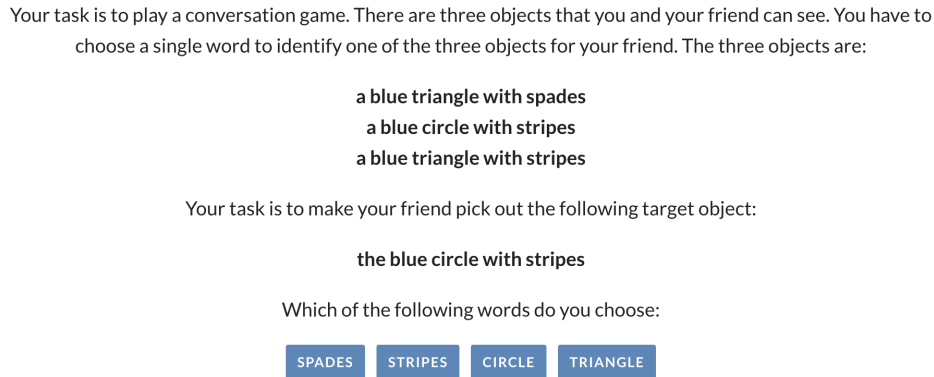 Your task is to play a conversation game. There are three objects that you and your friend can see. You have to
choose a single word to identify one of the three objects for your friend. The three objects are:
a blue triangle with spades
a blue circle with stripes
a blue triangle with stripes
Your task is to make your friend pick out the following target object:
the blue circle with stripes
Which of the following words do you choose:
SPADES STRIPES CIRCLE TRIANGLE